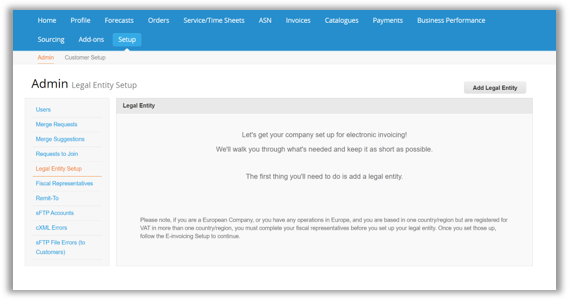 Home Profile Forecasts Orders Service/Time Sheets ASN Invoices Catalogues Payments Business Performance
Sourcing Add-ons Setup
Admin Customer Setup
Admin Legal Entity Setup
Add Legal Entity
Users
Merge Requests
Merge Suggestions
Requests to Join
Legal Entity Setup
Fiscal Representatives
Remit-To
sFTP Accounts
cXML Errors
sFTP File Errors (to
Customers)
Legal Entity
Let's get your company set up for electronic invoicing!
We'll walk you through what's needed and keep it as short as possible.
The first thing you'll need to do is add a legal entity.
Please note, if you are a European Company, or you have any operations in Europe, and you are based in one country/region but are registered for
VAT in more than one country/region, you must complete your fiscal representatives before you set up your legal entity. Once you set those up,
follow the E-invoicing Setup to continue.